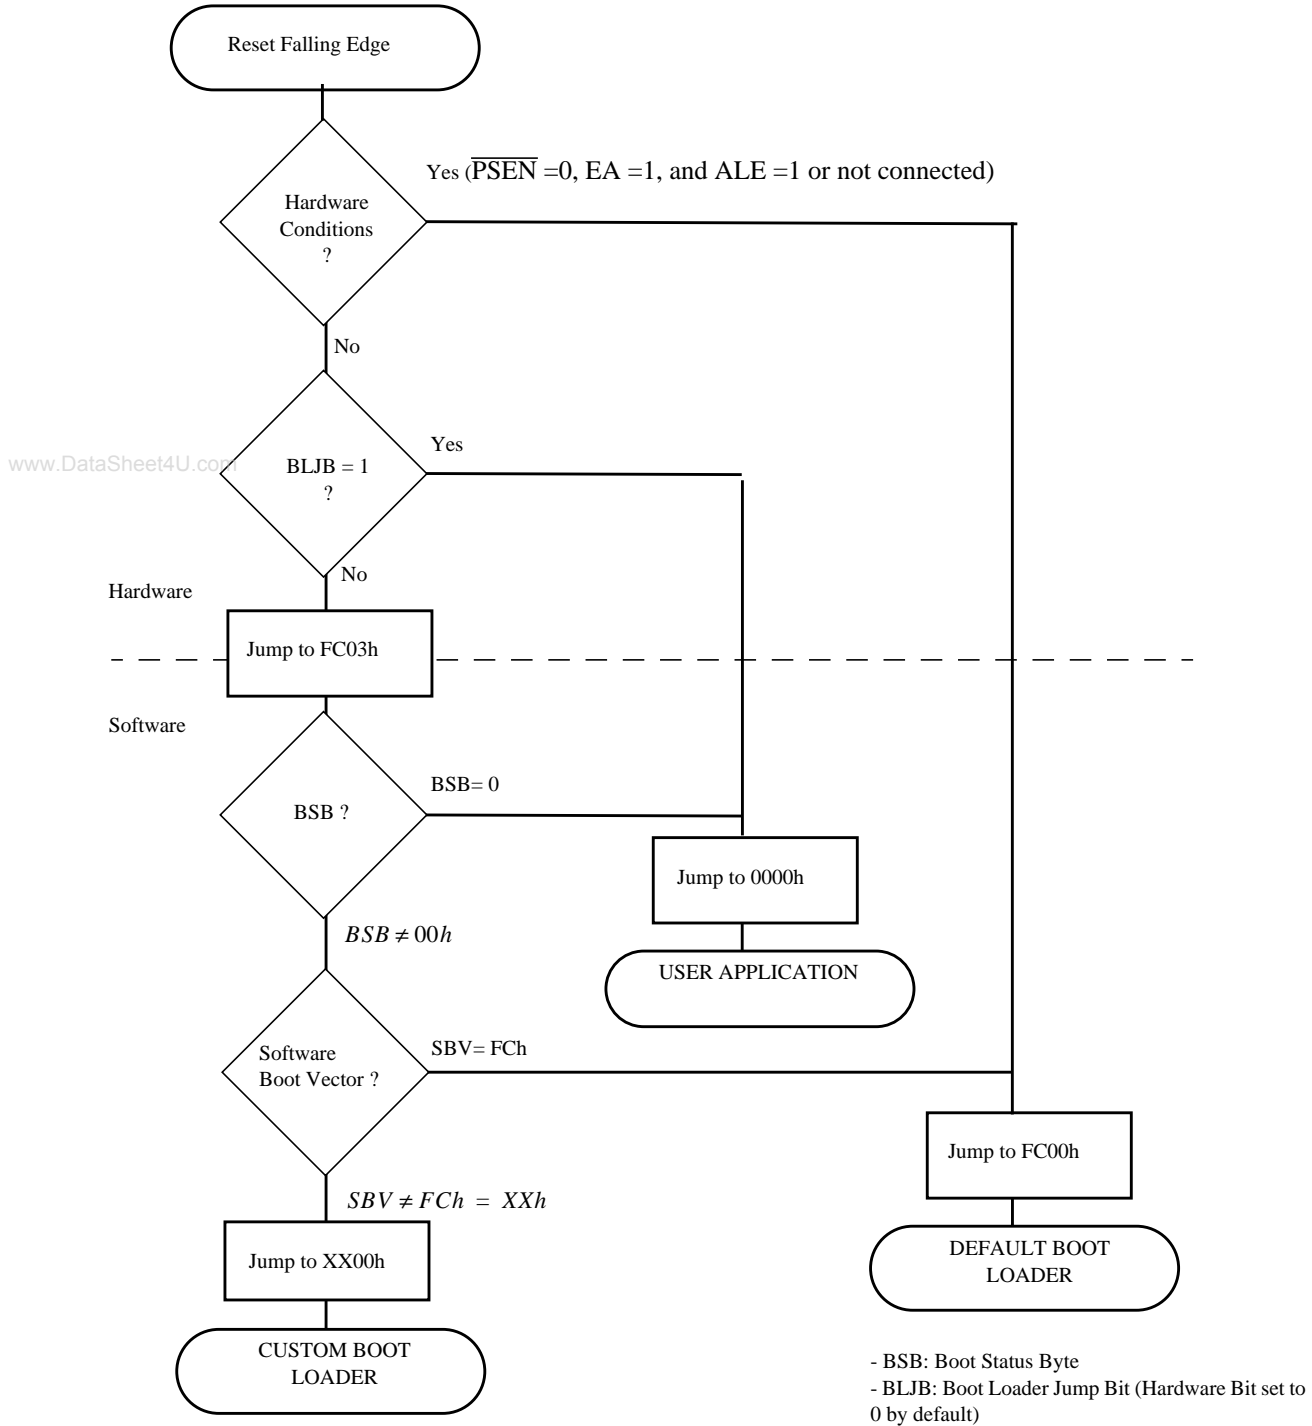 Reset Falling Edge
Yes (PSEN =0, EA =1, and ALE =1 or not connected)
Hardware
Conditions
?
No
Yes
www.DataSheet4U.com
BLJB = 1
?
No
Hardware
Jump to FC03h
Software
BSB= 0
BSB ?
Jump to 0000h
BSB ≠ 00h
USER APPLICATION
SBV= FCh
Software
Boot Vector ?
Jump to FC00h
SBV ≠ FCh = XXh
Jump to XX00h
DEFAULT BOOT
LOADER
CUSTOM BOOT
LOADER
- BSB: Boot Status Byte
- BLJB: Boot Loader Jump Bit (Hardware Bit set to
0 by default)